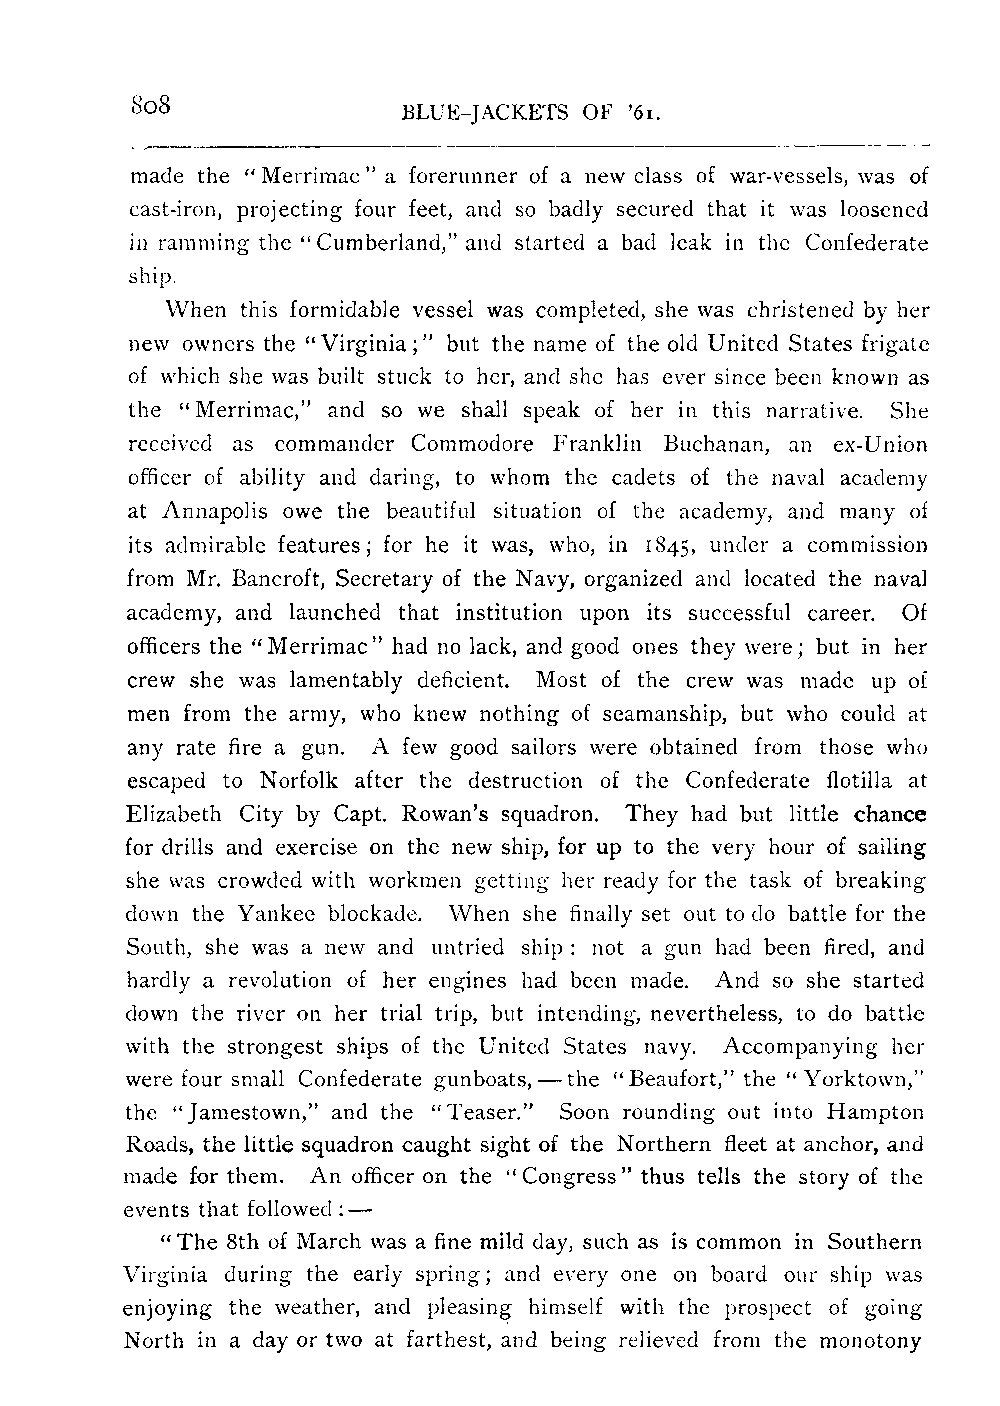 808
BLUE-JACKETS OF '61.
made the "Merrimac" a forerunner of a new class of war-vessels, was of
cast-iron, projecting four feet, and so badly secured that it was loosened
in ramming the "Cumberland," and started a bad leak in the Confederate
ship.
When this formidable vessel was completed, she was christened by her
new owners the "Virginia;" but the name of the old United States frigate
of which she was built stuck to her, and she has ever since been known as
the "Merrimac," and so we shall speak of her in this narrative. She
received as commander Commodore Franklin Buchanan, an ex-Union
officer of ability and daring, to whom the cadets of the naval academy
at Annapolis owe the beautiful situation of the academy, and many of
its admirable features; for he it was, who, in 1845, under a commission
from Mr. Bancroft, Secretary of the Navy, organized and located the naval
academy, and launched that institution upon its successful career. Of
officers the "Merrimac" had no lack, and good ones they were; but in her
crew she was lamentably deficient. Most of the crew was made up of
men from the army, who knew nothing of seamanship, but who could at
any rate fire a gun. A few good sailors were obtained from those who
escaped to Norfolk after the destruction of the Confederate flotilla at
Elizabeth City by Capt. Rowan's squadron. They had but little chance
for drills and exercise on the new ship, for up to the very hour of sailing
she was crowded with workmen getting her ready for the task of breaking
down the Yankee blockade. When she finally set out to do battle for the
South, she was a new and untried ship: not a gun had been fired, and
hardly a revolution of her engines had been made. And so she started
down the river on her trial trip, but intending, nevertheless, to do battle
with the strongest ships of the United States navy. Accompanying her
were four small Confederate gunboats,—the "Beaufort," the "Yorktown,"
the "Jamestown," and the "Teaser." Soon rounding out into Hampton
Roads, the little squadron caught sight of the Northern fleet at anchor, and
made for them. An officer on the "Congress" thus tells the story of the
events that followed:—
"The 8th of March was a fine mild day, such as is common in Southern
Virginia during the early spring; and every one on board our ship was
enjoying the weather, and pleasing himself with the prospect of going
North in a day or two at farthest, and being relieved from the monotony